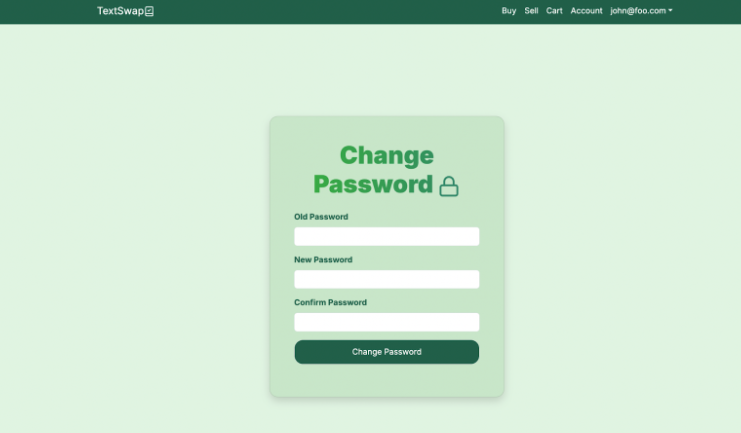 TextSwap
Buy Sell Cart Account john@foo.com
Change
Password
Old Password
New Password
Confirm Password
Change Password